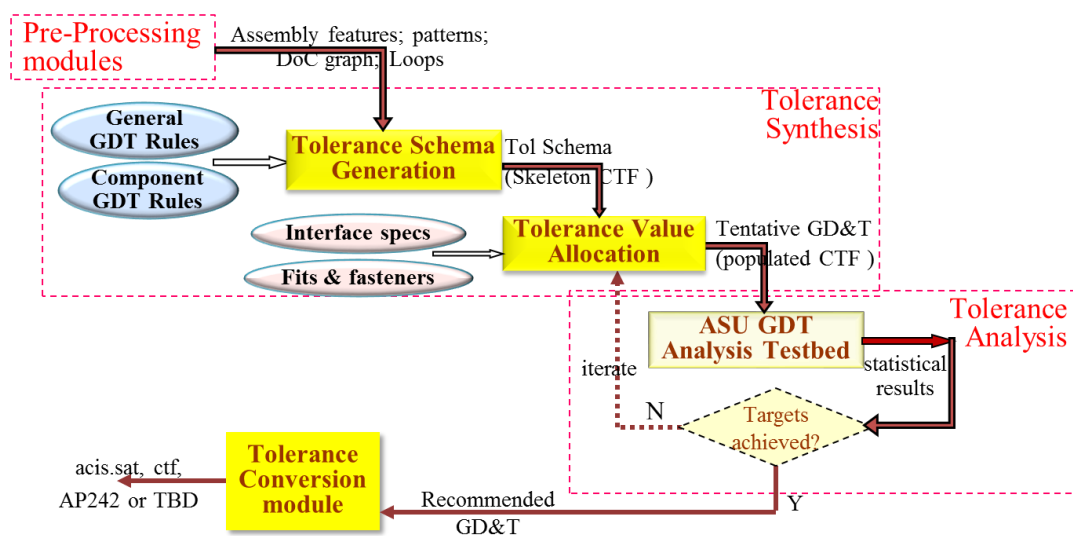 Pre-Processing
modules
Assembly features; patterns;
DoC graph; Loops
Tolerance
Synthesis
General
GDT Rules
Component
GDT Rules
Tolerance Schema
Generation
Tol Schema
(Skeleton CTF )
Interface specs
Fits & fasteners
Tolerance Value
Allocation
Tentative GD&T
(populated CTF )
Tolerance
Analysis
ASU GDT
Analysis Testbed
statistical
results
iterate
N
Targets
achieved?
Y
Tolerance
Conversion
module
acis.sat, ctf,
AP242 or TBD
Recommended
GD&T